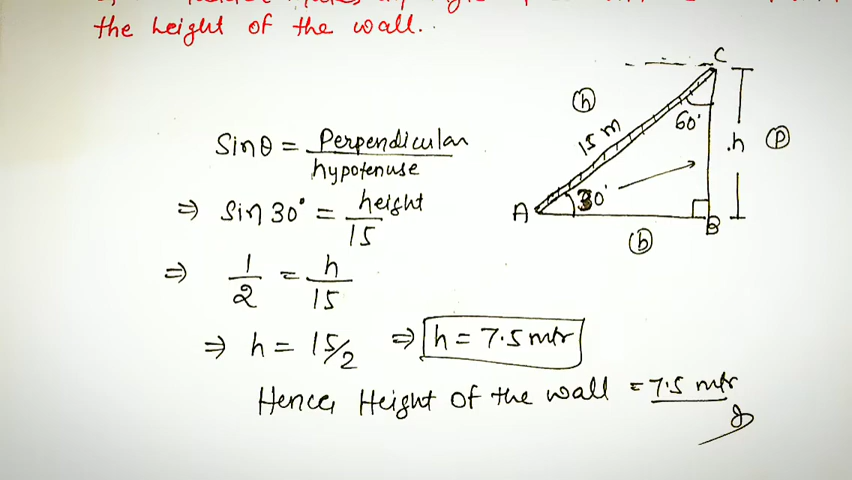 the height of the wall.
C
h
15 m
60°
h
P
Sinθ = Perpendicular
hypotenuse
A
30°
B
b
⇒ Sin 30° = height
15
⇒ 1 = h
2 15
⇒ h = 15/2 ⇒ h = 7.5 mtr
Hence, Height of the wall = 7.5 mtr